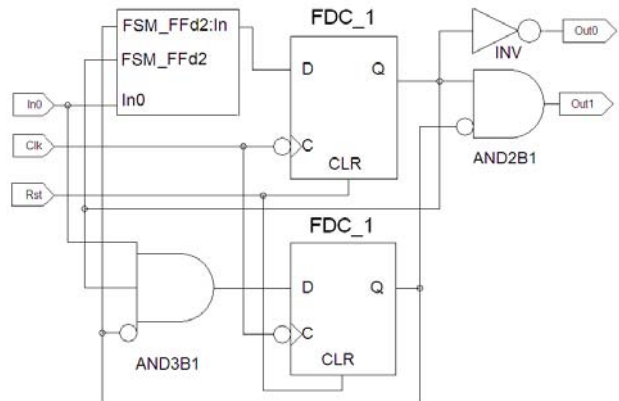 FDC_1
FSM_FFd2:In
FSM_FFd2
In0
D
Q
C
CLR
INV
Out0
Out1
AND2B1
In0
Clk
Rst
FDC_1
D
Q
C
CLR
AND3B1